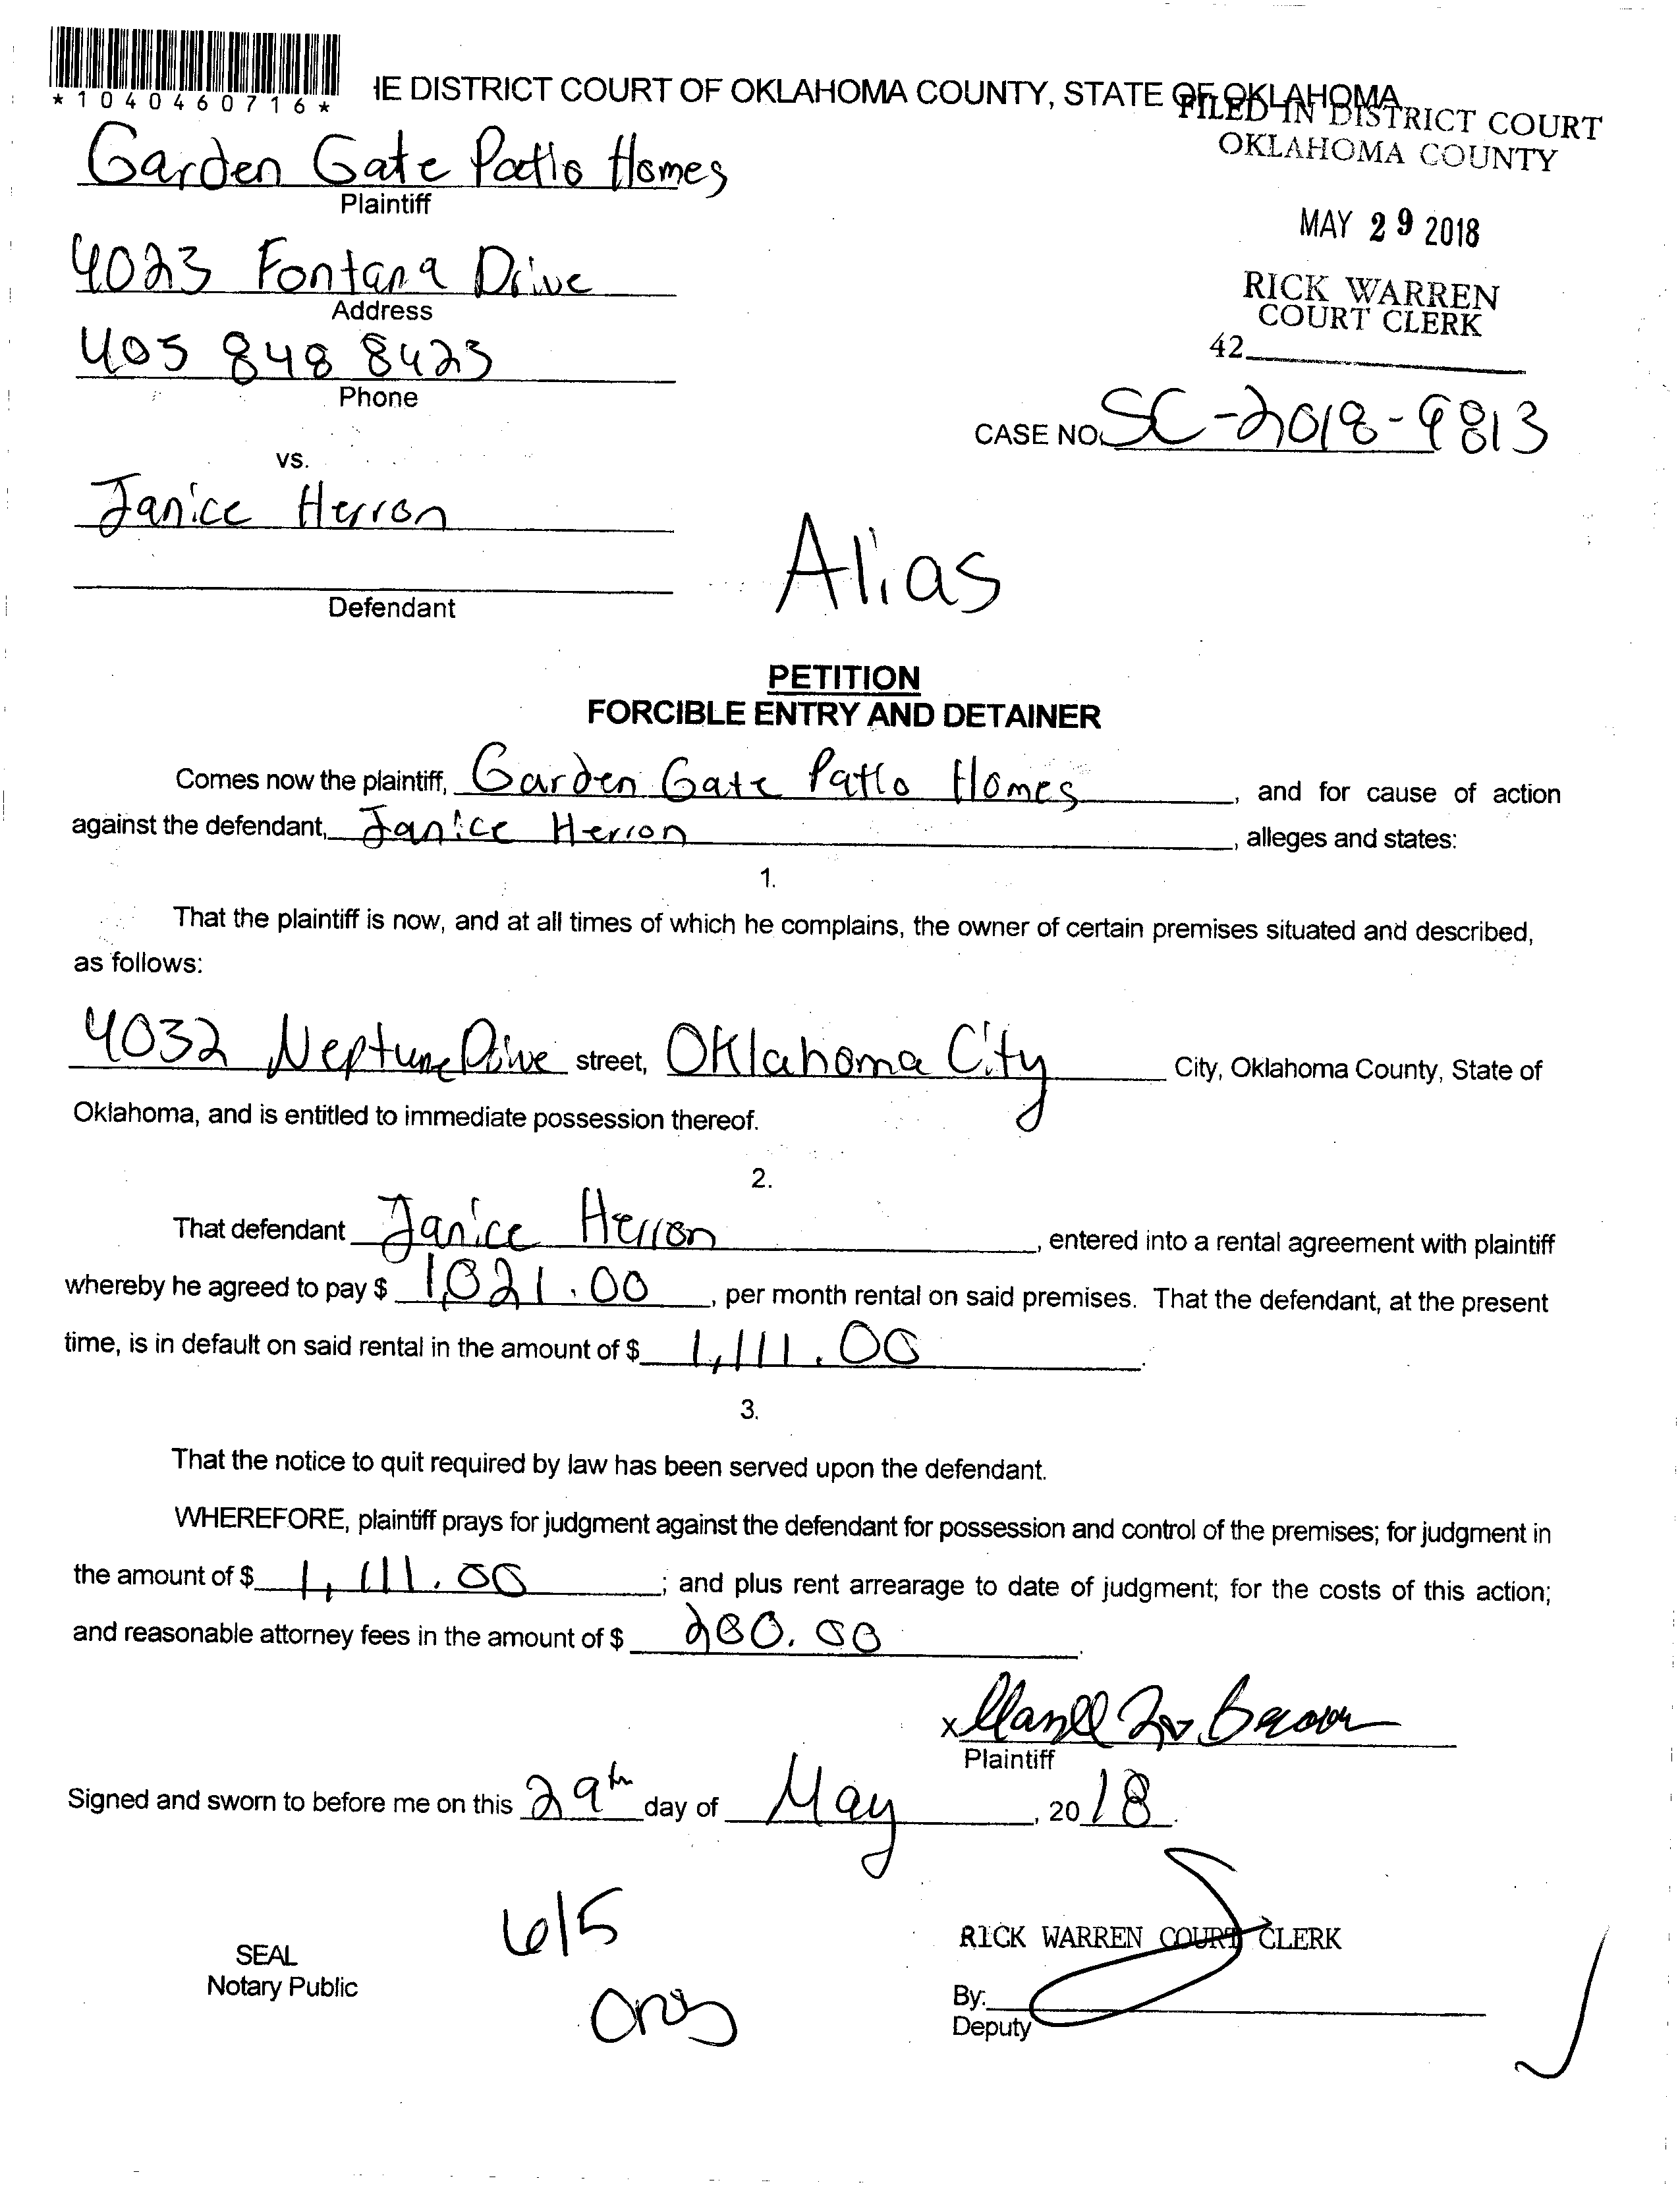 *1040460716*
IE DISTRICT COURT OF OKLAHOMA COUNTY, STATE OF OKLAHOMA
FILED IN DISTRICT COURT
OKLAHOMA COUNTY
Garden Gate Patio Homes
Plaintiff
MAY 29 2018
4023 Fontana Drive
Address
RICK WARREN
COURT CLERK
42
405 848 8423
Phone
CASE NO. SC-2018-9813
vs.
Janice Herron
Alias
Defendant
PETITION
FORCIBLE ENTRY AND DETAINER
Comes now the plaintiff, Garden Gate Patio Homes, and for cause of action
against the defendant, Janice Herron, alleges and states:
1.
That the plaintiff is now, and at all times of which he complains, the owner of certain premises situated and described,
as follows:
4032 Neptune Drive street, Oklahoma City City, Oklahoma County, State of
Oklahoma, and is entitled to immediate possession thereof.
2.
That defendant Janice Herron, entered into a rental agreement with plaintiff
whereby he agreed to pay $ 1,021.00, per month rental on said premises. That the defendant, at the present
time, is in default on said rental in the amount of $ 1,111.00.
3.
That the notice to quit required by law has been served upon the defendant.
WHEREFORE, plaintiff prays for judgment against the defendant for possession and control of the premises; for judgment in
the amount of $ 1,111.00; and plus rent arrearage to date of judgment; for the costs of this action;
and reasonable attorney fees in the amount of $ 200.00.
x
Plaintiff
Signed and sworn to before me on this 29th day of May, 2018.
6/5
SEAL
Notary Public
RICK WARREN COURT CLERK
By:
Deputy